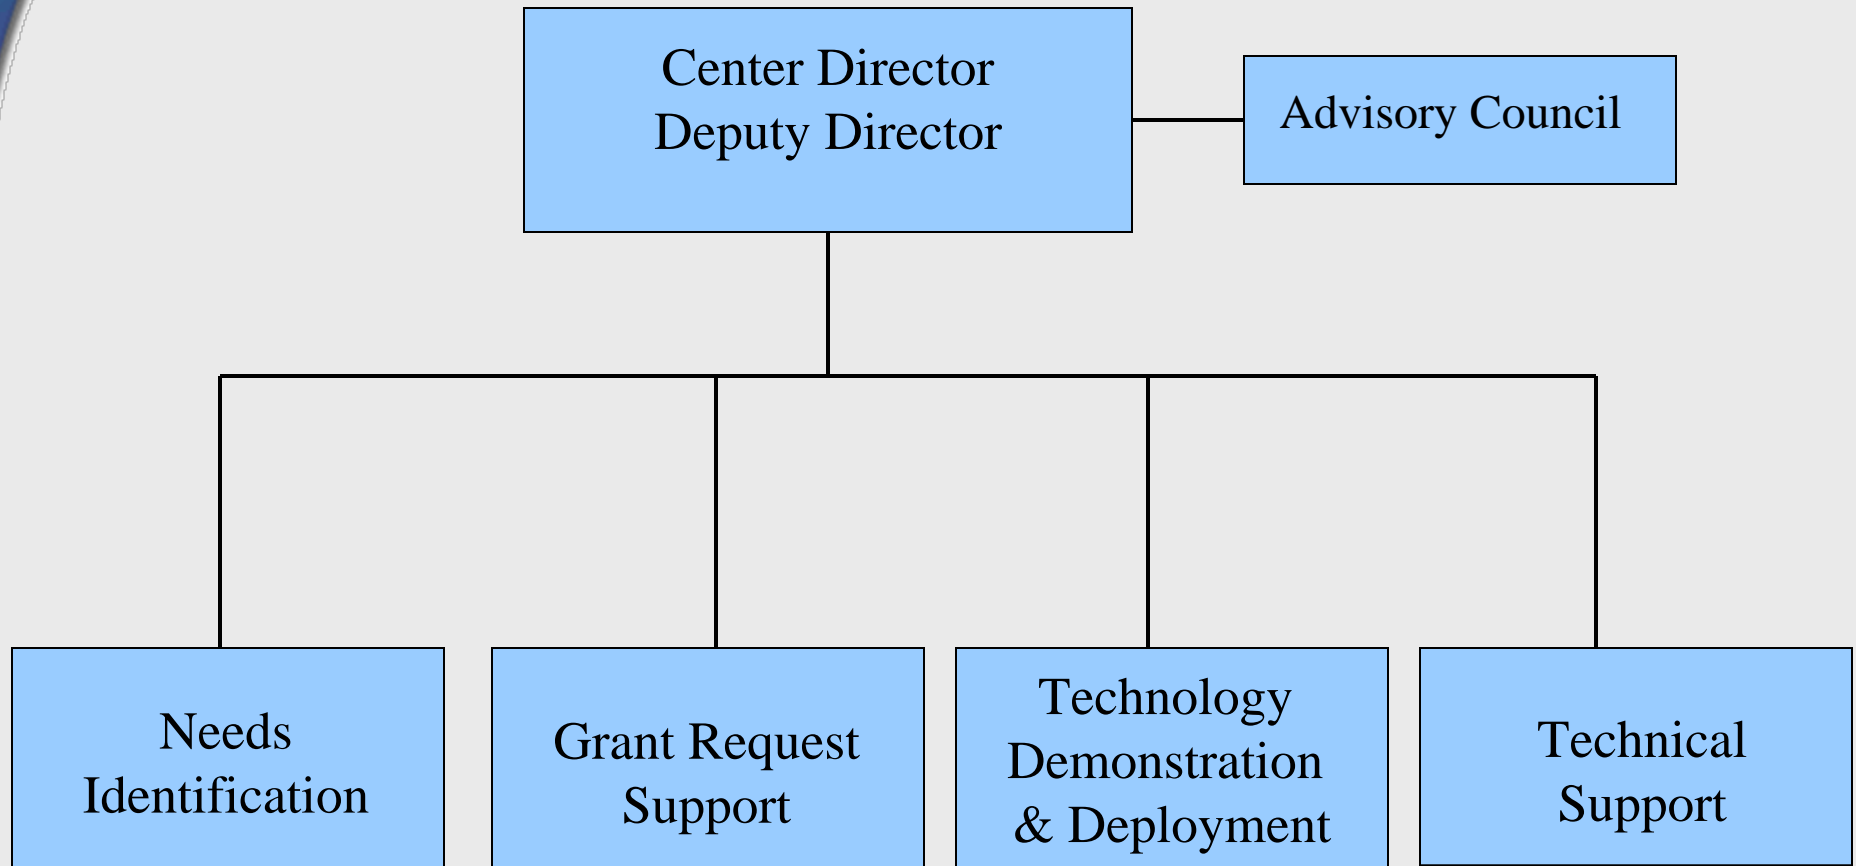 Center Director
Deputy Director
Advisory Council
Needs
Identification
Grant Request
Support
Technology
Demonstration
& Deployment
Technical
Support